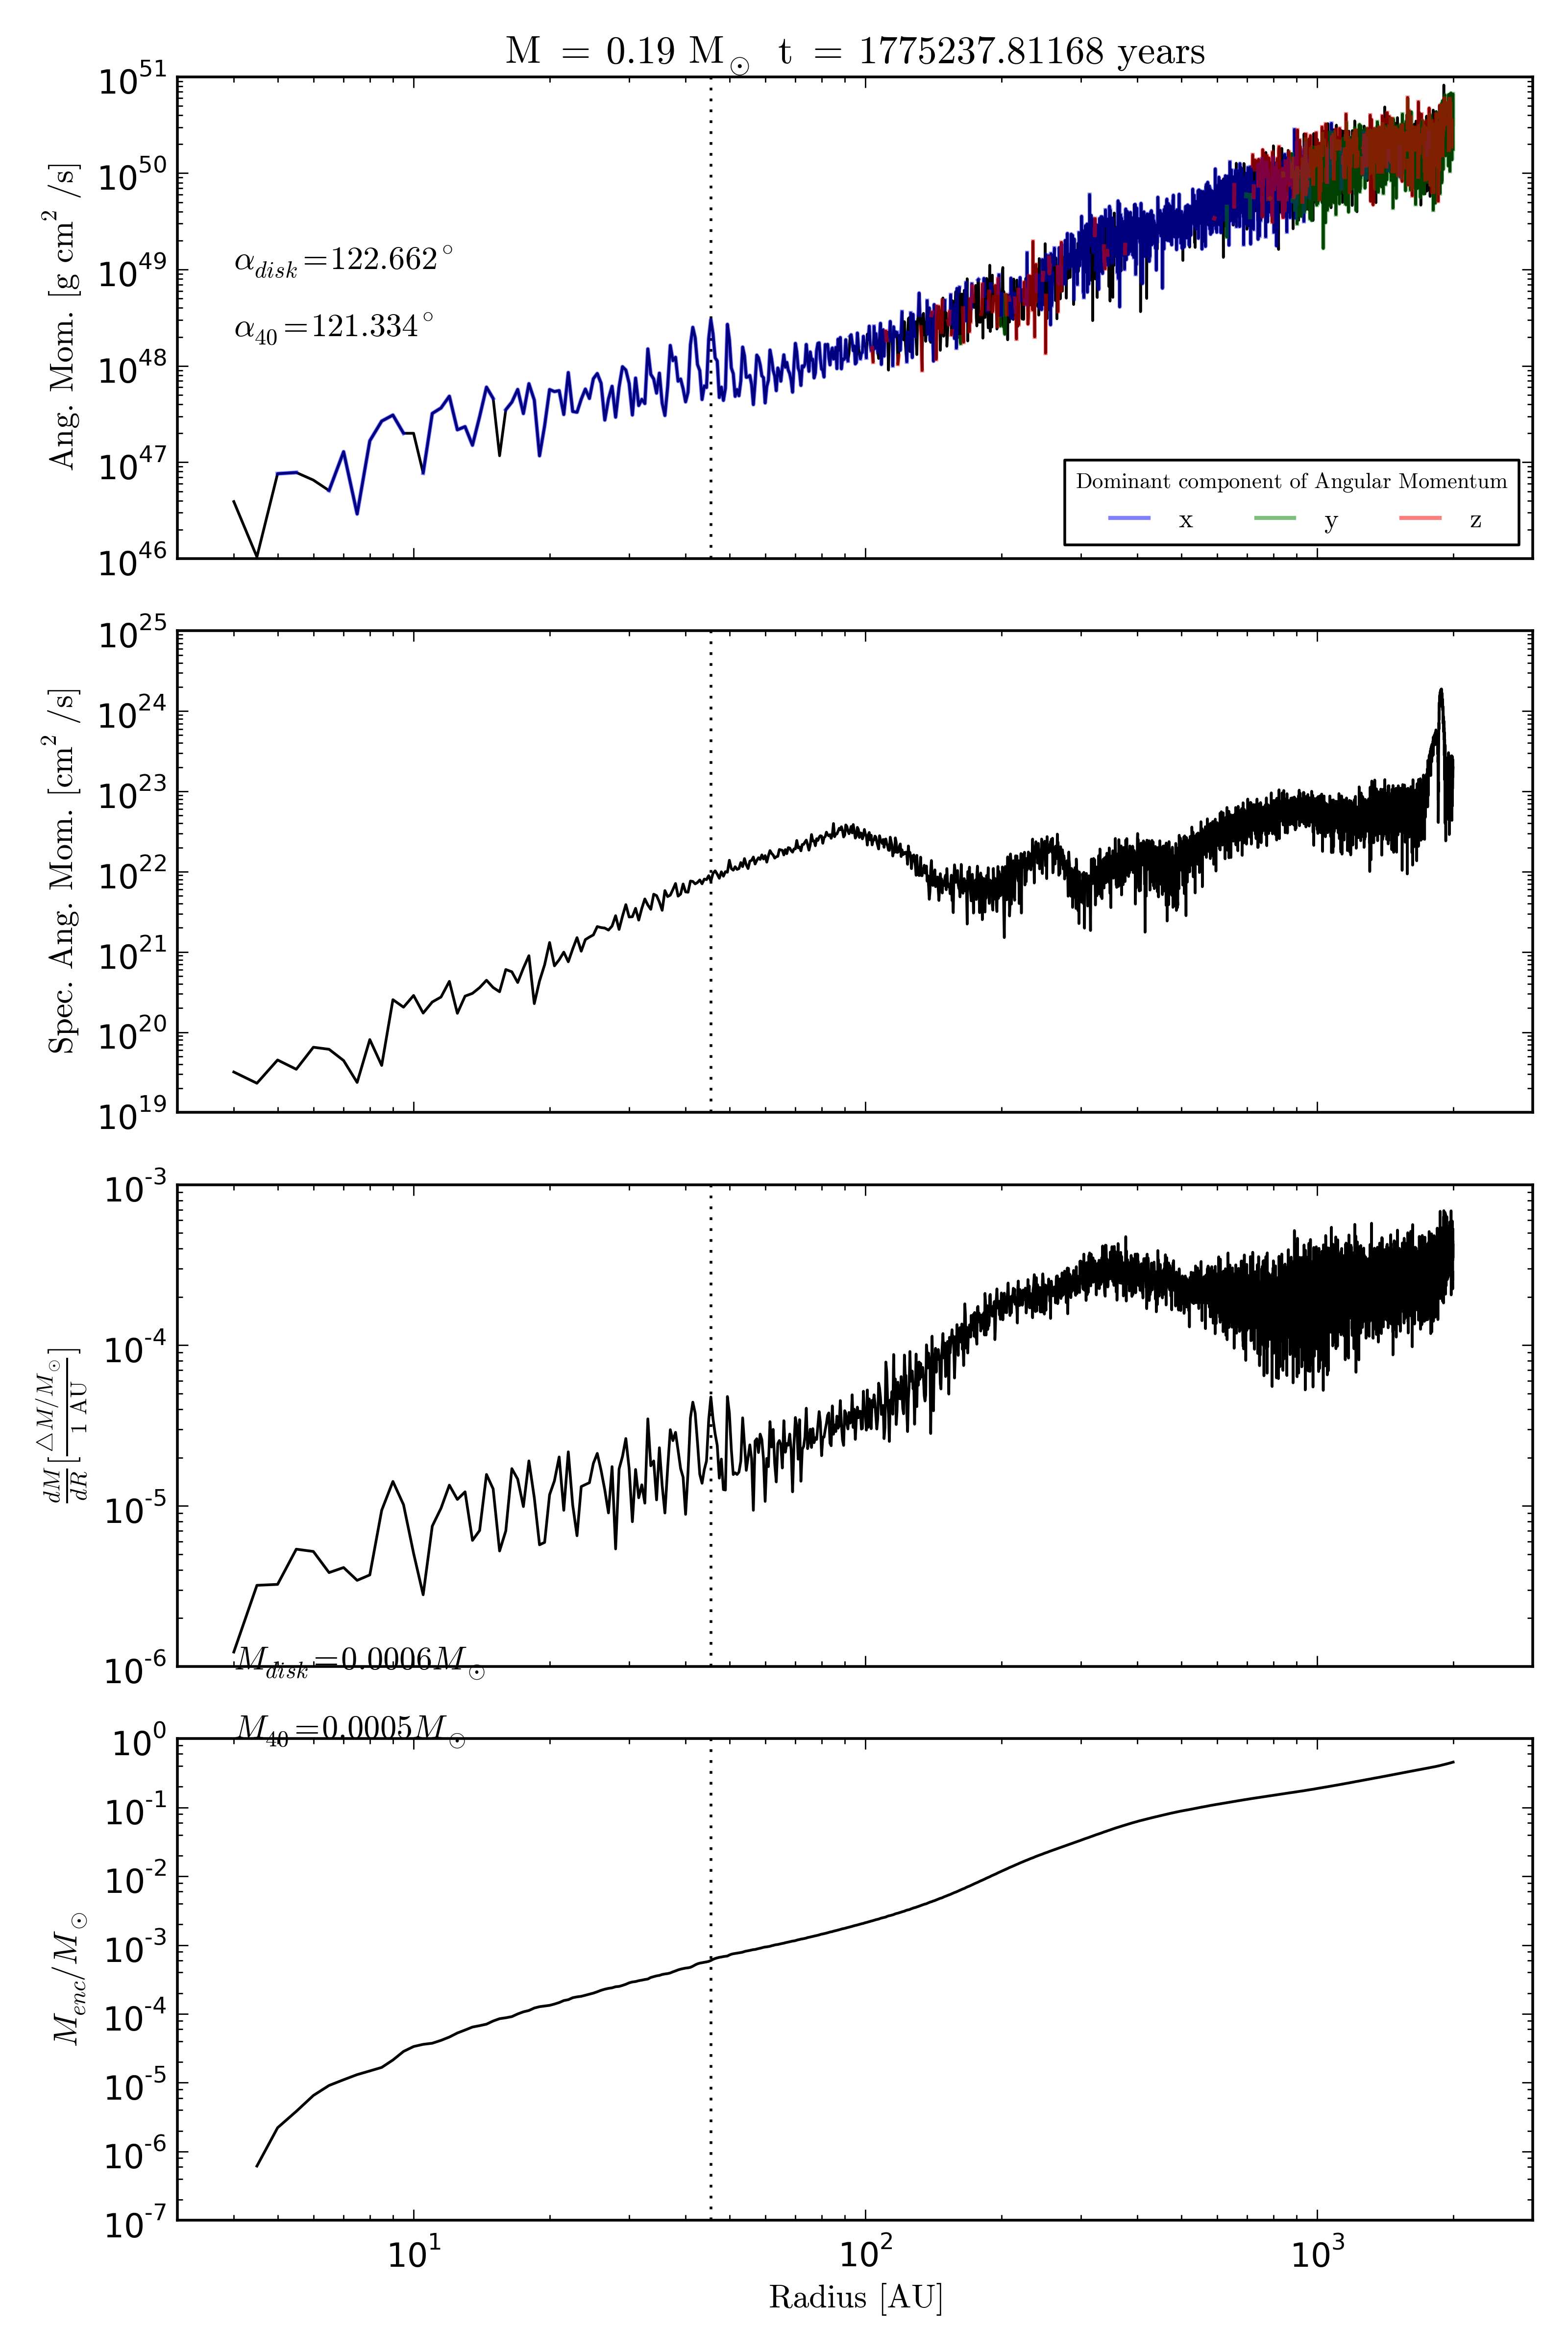 M = 0.19 M⊙ t = 1775237.81168 years
10^51
10^50
10^49
10^48
10^47
10^46
Ang. Mom. [g cm^2 /s]
α_disk=122.662°
α_40=121.334°
Dominant component of Angular Momentum
x y z
10^25
10^24
10^23
10^22
10^21
10^20
10^19
Spec. Ang. Mom. [cm^2 /s]
10^-3
10^-4
10^-5
10^-6
dM/dR [△M/M⊙ / 1 AU]
M_disk=0.0006M⊙
M_40=0.0005M⊙
10^0
10^-1
10^-2
10^-3
10^-4
10^-5
10^-6
10^-7
M_enc/M⊙
10^1 10^2 10^3
Radius [AU]